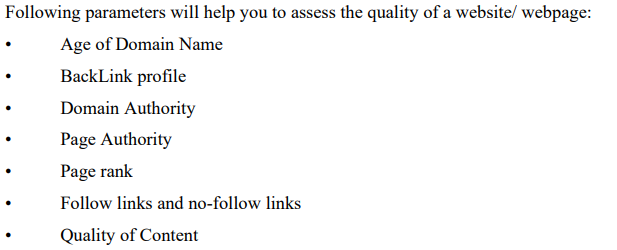 Following parameters will help you to assess the quality of a website/ webpage:
• Age of Domain Name
• BackLink profile
• Domain Authority
• Page Authority
• Page rank
• Follow links and no-follow links
• Quality of Content